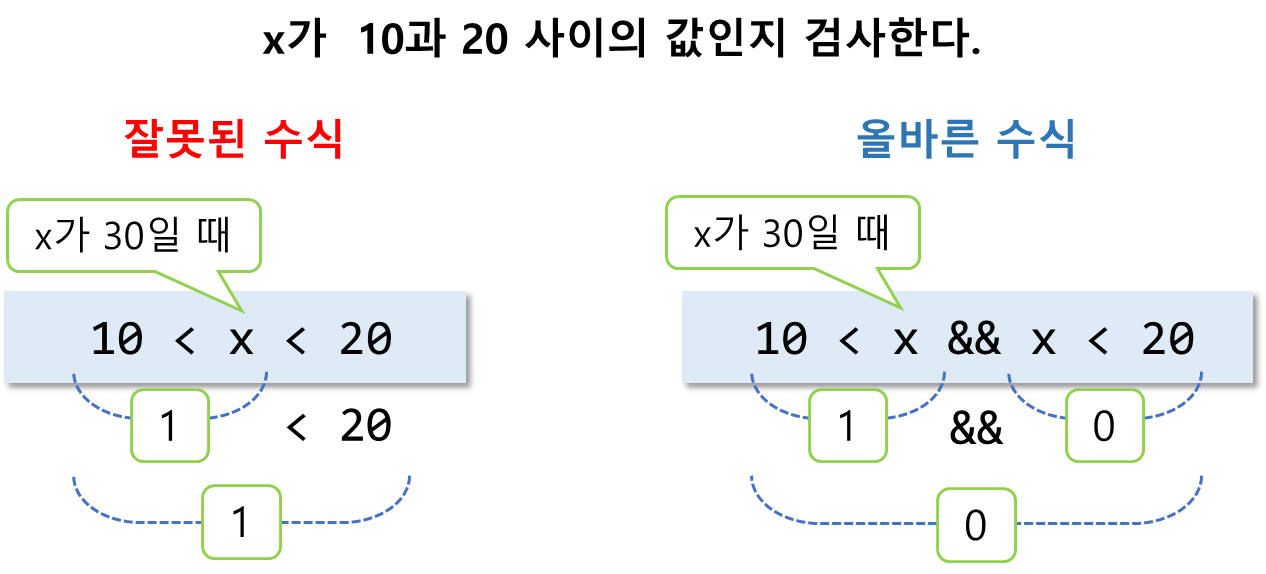 x가 10과 20 사이의 값인지 검사한다.
잘못된 수식
x가 30일 때
10 < x < 20
1 < 20
1
올바른 수식
x가 30일 때
10 < x && x < 20
1 && 0
0